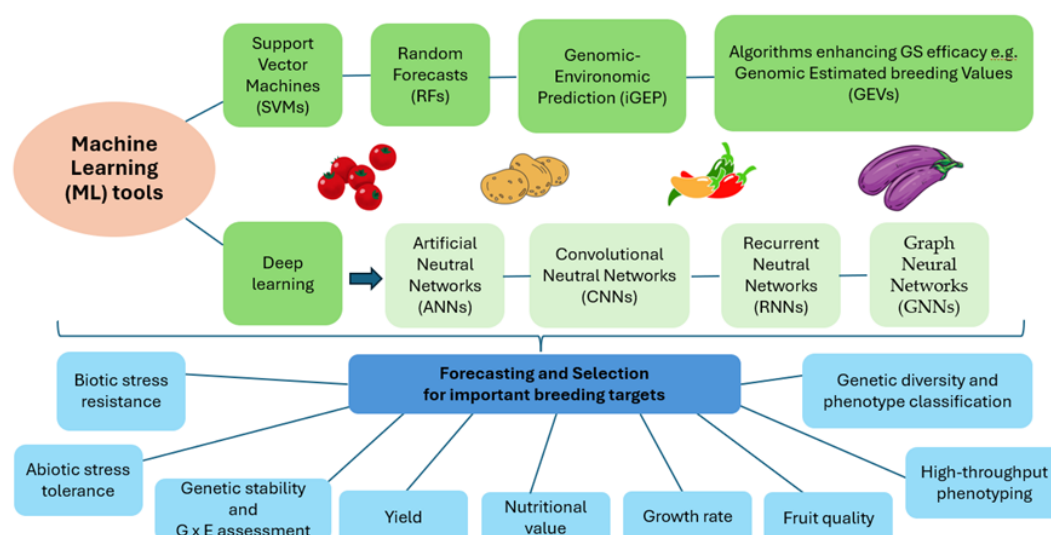 Support
Vector
Machines
(SVMs)
Random
Forecasts
(RFs)
Genomic-
Environomic
Prediction (iGEP)
Algorithms enhancing GS efficacy e.g.
Genomic Estimated breeding Values
(GEVs)
Machine
Learning
(ML) tools
Deep
learning
Artificial
Neutral
Networks
(ANNs)
Convolutional
Neutral Networks
(CNNs)
Recurrent
Neutral
Networks
(RNNs)
Graph
Neural
Networks
(GNNs)
Forecasting and Selection
for important breeding targets
Biotic stress
resistance
Genetic diversity and
phenotype classification
Abiotic stress
tolerance
High-throughput
phenotyping
Genetic stability
and
G x E assessment
Yield
Nutritional
value
Growth rate
Fruit quality